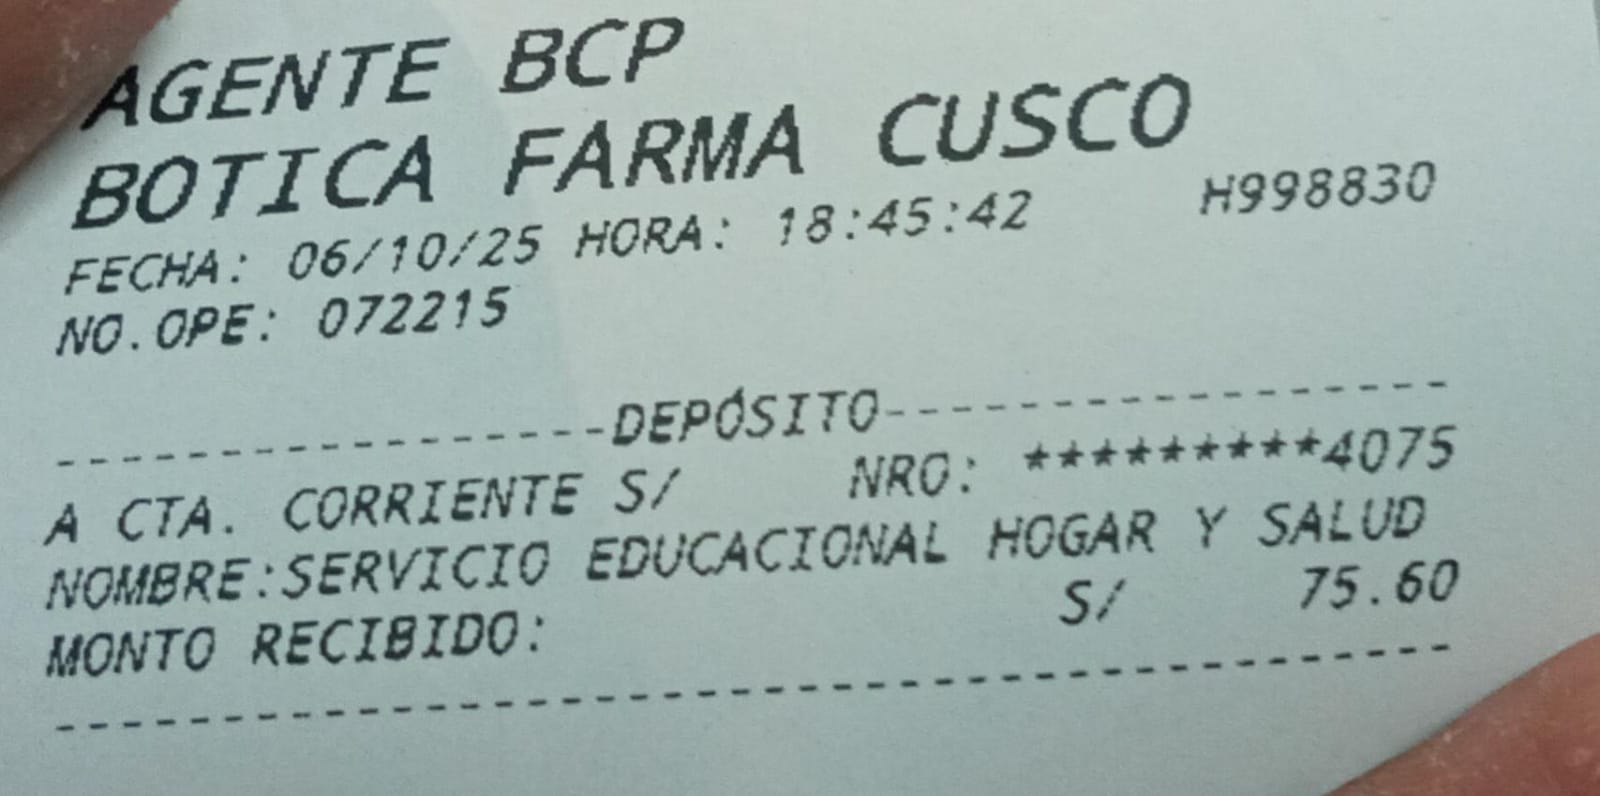 AGENTE BCP
BOTICA FARMA CUSCO
FECHA: 06/10/25 HORA: 18:45:42 H998830
NO.OPE: 072215
-----------------DEPÓSITO-----------------
A CTA. CORRIENTE S/ NRO: *********4075
NOMBRE:SERVICIO EDUCACIONAL HOGAR Y SALUD
MONTO RECIBIDO: S/ 75.60
------------------------------------------